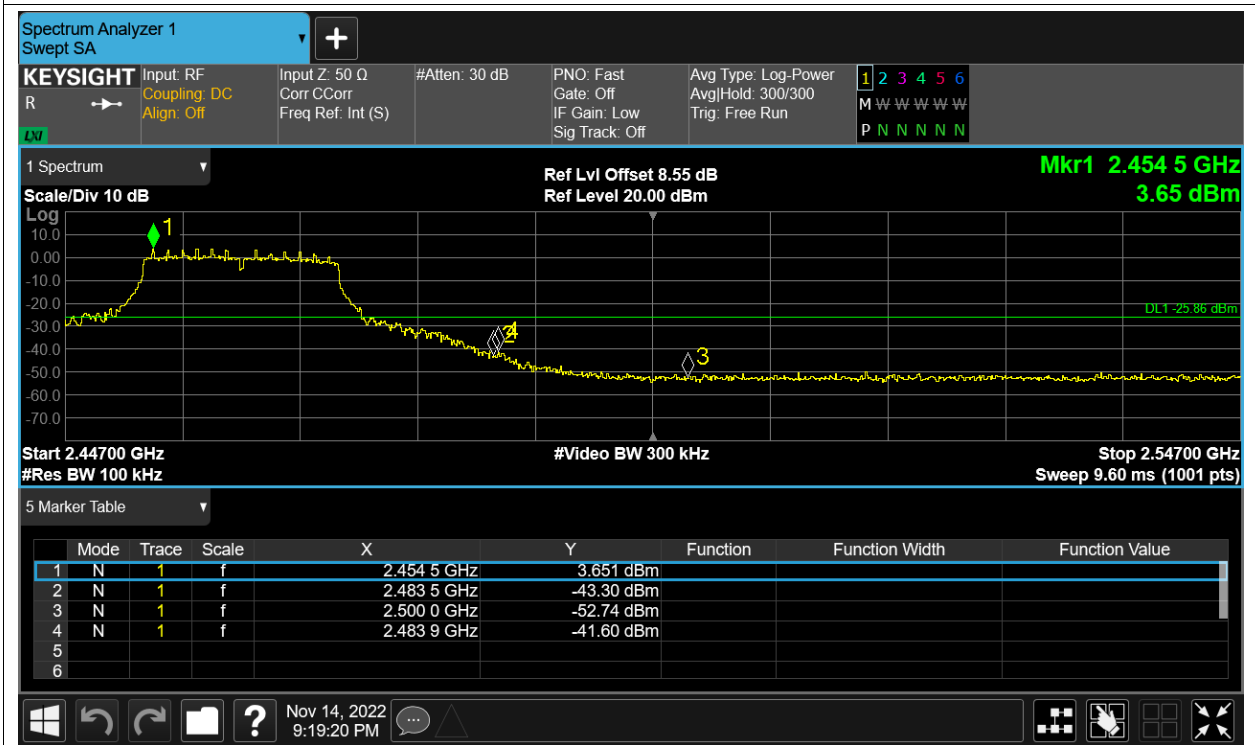 Spectrum Analyzer 1
Swept SA
+
KEYSIGHT Input: RF Input Z: 50 Ω #Atten: 30 dB PNO: Fast Avg Type: Log-Power 1 2 3 4 5 6
R Coupling: DC Corr CCorr Gate: Off Avg|Hold: 300/300 M W W W W W
Align: Off Freq Ref: Int (S) IF Gain: Low Trig: Free Run
LXI Sig Track: Off P N N N N N
1 Spectrum Ref Lvl Offset 8.55 dB Mkr1 2.454 5 GHz
Scale/Div 10 dB Ref Level 20.00 dBm 3.65 dBm
Log
1
10.0
0.00
-10.0
-20.0
DL1 -25.86 dBm
-30.0
4
-40.0
3
-50.0
-60.0
-70.0
Start 2.44700 GHz #Video BW 300 kHz Stop 2.54700 GHz
#Res BW 100 kHz Sweep 9.60 ms (1001 pts)
5 Marker Table
Mode Trace Scale X Y Function Function Width Function Value
1 N 1 f 2.454 5 GHz 3.651 dBm
2 N 1 f 2.483 5 GHz -43.30 dBm
3 N 1 f 2.500 0 GHz -52.74 dBm
4 N 1 f 2.483 9 GHz -41.60 dBm
5
6
? Nov 14, 2022
9:19:20 PM